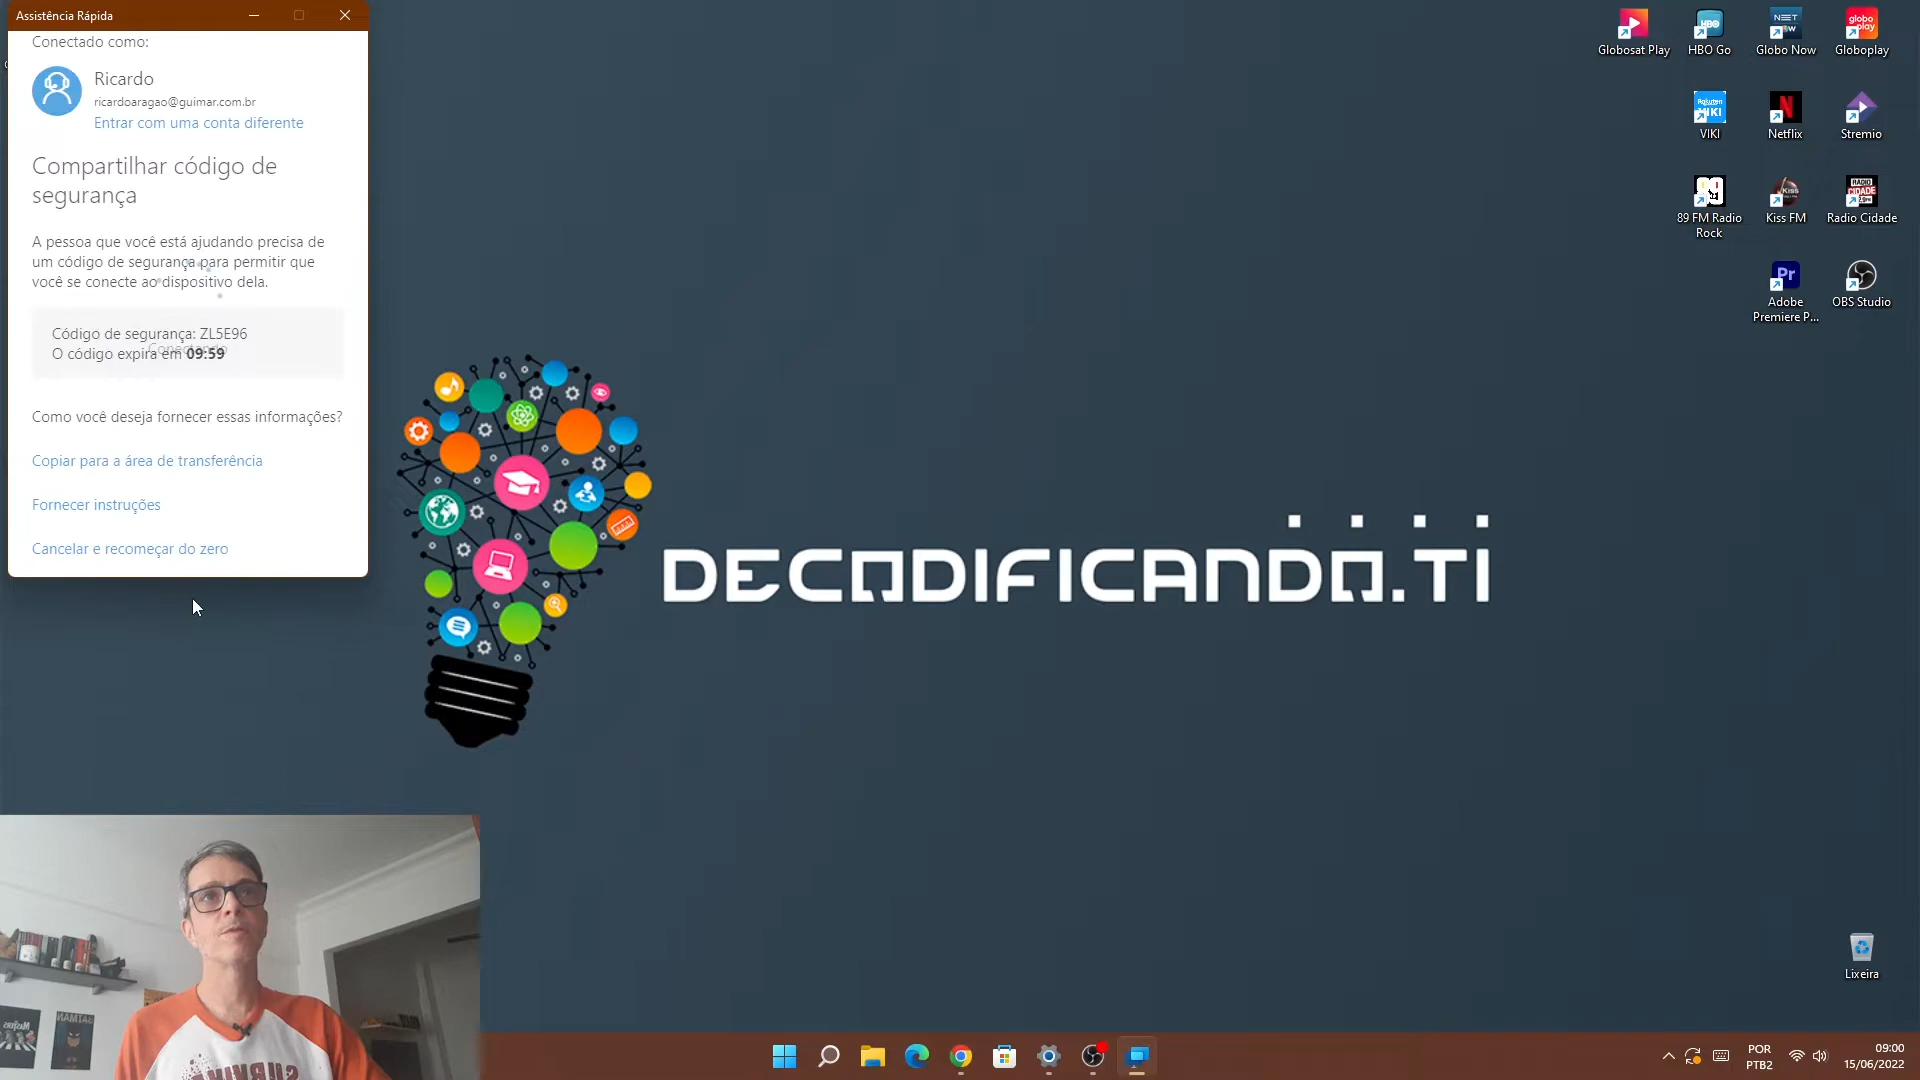 Assistência Rápida
Conectado como:
Ricardo
ricardoaragao@guimar.com.br
Entrar com uma conta diferente
Compartilhar código de
segurança
A pessoa que você está ajudando precisa de
um código de segurança para permitir que
você se conecte ao dispositivo dela.
Código de segurança: ZL5E96
Conectando
O código expira em 09:59
Como você deseja fornecer essas informações?
Copiar para a área de transferência
Fornecer instruções
Cancelar e recomeçar do zero
Globosat Play
HBO Go
Globo Now
Globoplay
VIKI
Netflix
Stremio
89 FM Radio
Rock
Kiss FM
Radio Cidade
Adobe
Premiere P...
OBS Studio
DECODIFICANDO.TI
Lixeira
POR
PTB2
09:00
15/06/2022